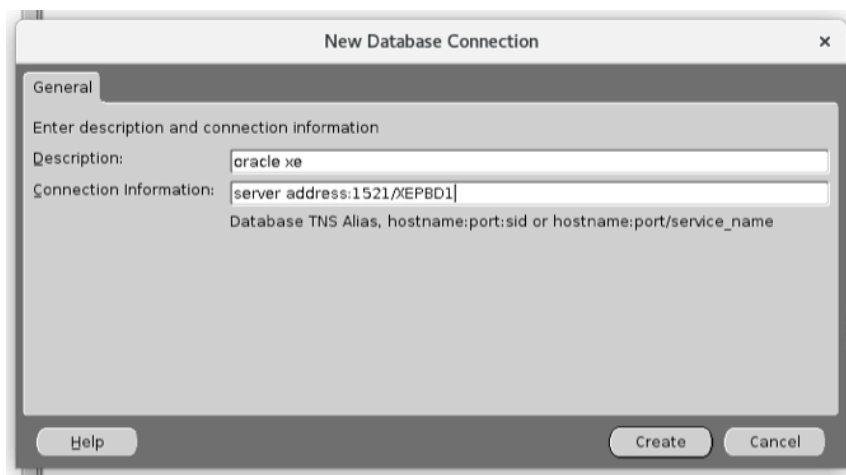 New Database Connection ×
General
Enter description and connection information
Description: oracle xe
Connection Information: server address:1521/XEPBD1
Database TNS Alias, hostname:port:sid or hostname:port/service_name
Help Create Cancel